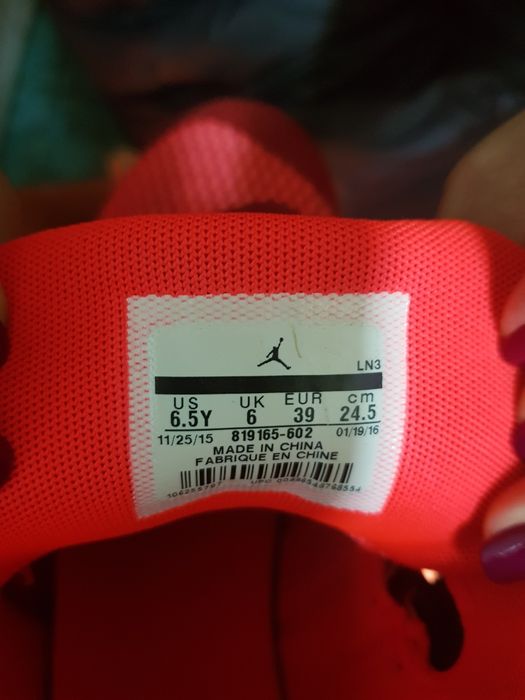 LN3
US UK EUR cm
6.5Y 6 39 24.5
11/25/15 819165-602 01/19/16
MADE IN CHINA
FABRIQUE EN CHINE
UPC